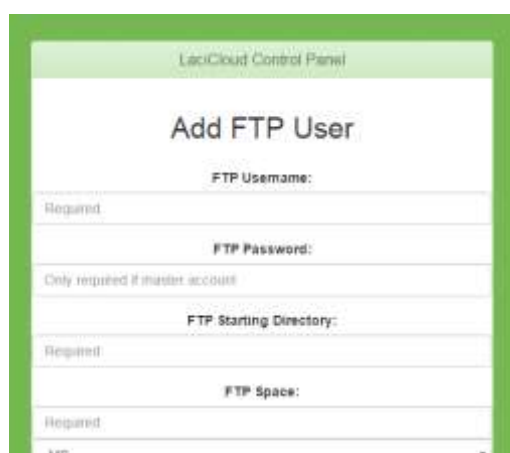 LaciCloud Control Panel
Add FTP User
FTP Username:
Required
FTP Password:
Only required if master account
FTP Starting Directory:
Required
FTP Space:
Required